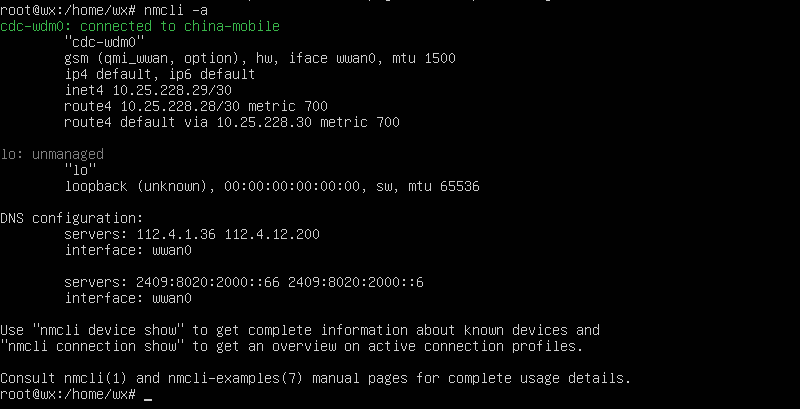 root@wx:/home/wx# nmcli -a
cdc-wdm0: connected to china-mobile
"cdc-wdm0"
gsm (qmi_wwan, option), hw, iface wwan0, mtu 1500
ip4 default, ip6 default
inet4 10.25.228.29/30
route4 10.25.228.28/30 metric 700
route4 default via 10.25.228.30 metric 700
lo: unmanaged
"lo"
loopback (unknown), 00:00:00:00:00:00, sw, mtu 65536
DNS configuration:
servers: 112.4.1.36 112.4.12.200
interface: wwan0
servers: 2409:8020:2000::66 2409:8020:2000::6
interface: wwan0
Use "nmcli device show" to get complete information about known devices and
"nmcli connection show" to get an overview on active connection profiles.
Consult nmcli(1) and nmcli-examples(7) manual pages for complete usage details.
root@wx:/home/wx# _